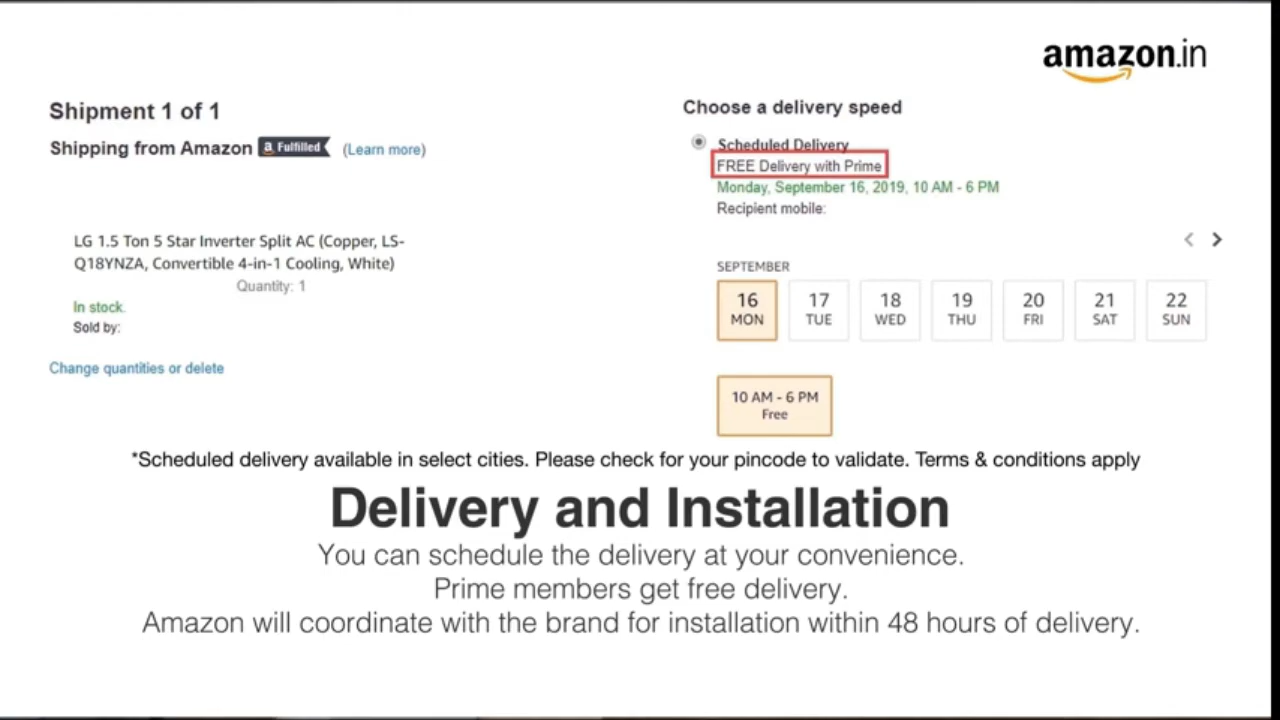 amazon.in
Shipment 1 of 1
Shipping from Amazon a Fulfilled (Learn more)
LG 1.5 Ton 5 Star Inverter Split AC (Copper, LS-
Q18YNZA, Convertible 4-in-1 Cooling, White)
Quantity: 1
In stock.
Sold by:
Change quantities or delete
Choose a delivery speed
Scheduled Delivery
FREE Delivery with Prime
Monday, September 16, 2019, 10 AM - 6 PM
Recipient mobile:
< >
SEPTEMBER
16 17 18 19 20 21 22
MON TUE WED THU FRI SAT SUN
10 AM - 6 PM
Free
*Scheduled delivery available in select cities. Please check for your pincode to validate. Terms & conditions apply
Delivery and Installation
You can schedule the delivery at your convenience.
Prime members get free delivery.
Amazon will coordinate with the brand for installation within 48 hours of delivery.